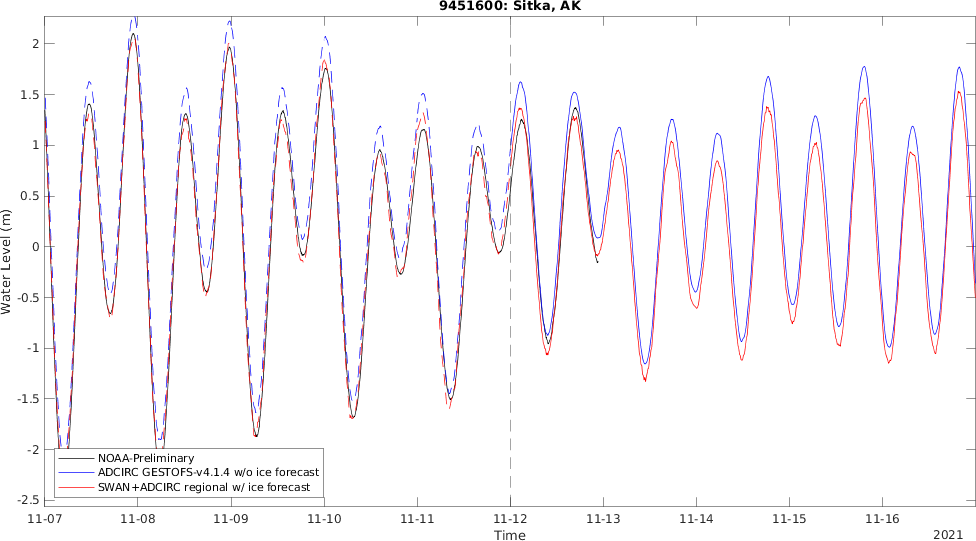 9451600: Sitka, AK
2
1.5
1
0.5
0
-0.5
-1
-1.5
-2
-2.5
Water Level (m)
NOAA-Preliminary
ADCIRC GESTOFS-v4.1.4 w/o ice forecast
SWAN+ADCIRC regional w/ ice forecast
11-07 11-08 11-09 11-10 11-11 11-12 11-13 11-14 11-15 11-16
Time
2021